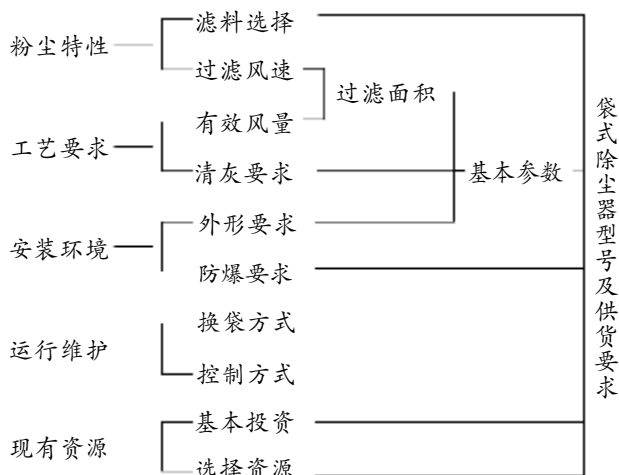 粉尘特性
滤料选择
过滤风速
过滤面积
工艺要求
有效风量
清灰要求
基本参数
安装环境
外形要求
防爆要求
运行维护
换袋方式
控制方式
现有资源
基本投资
选择资源
袋式除尘器型号及供货要求